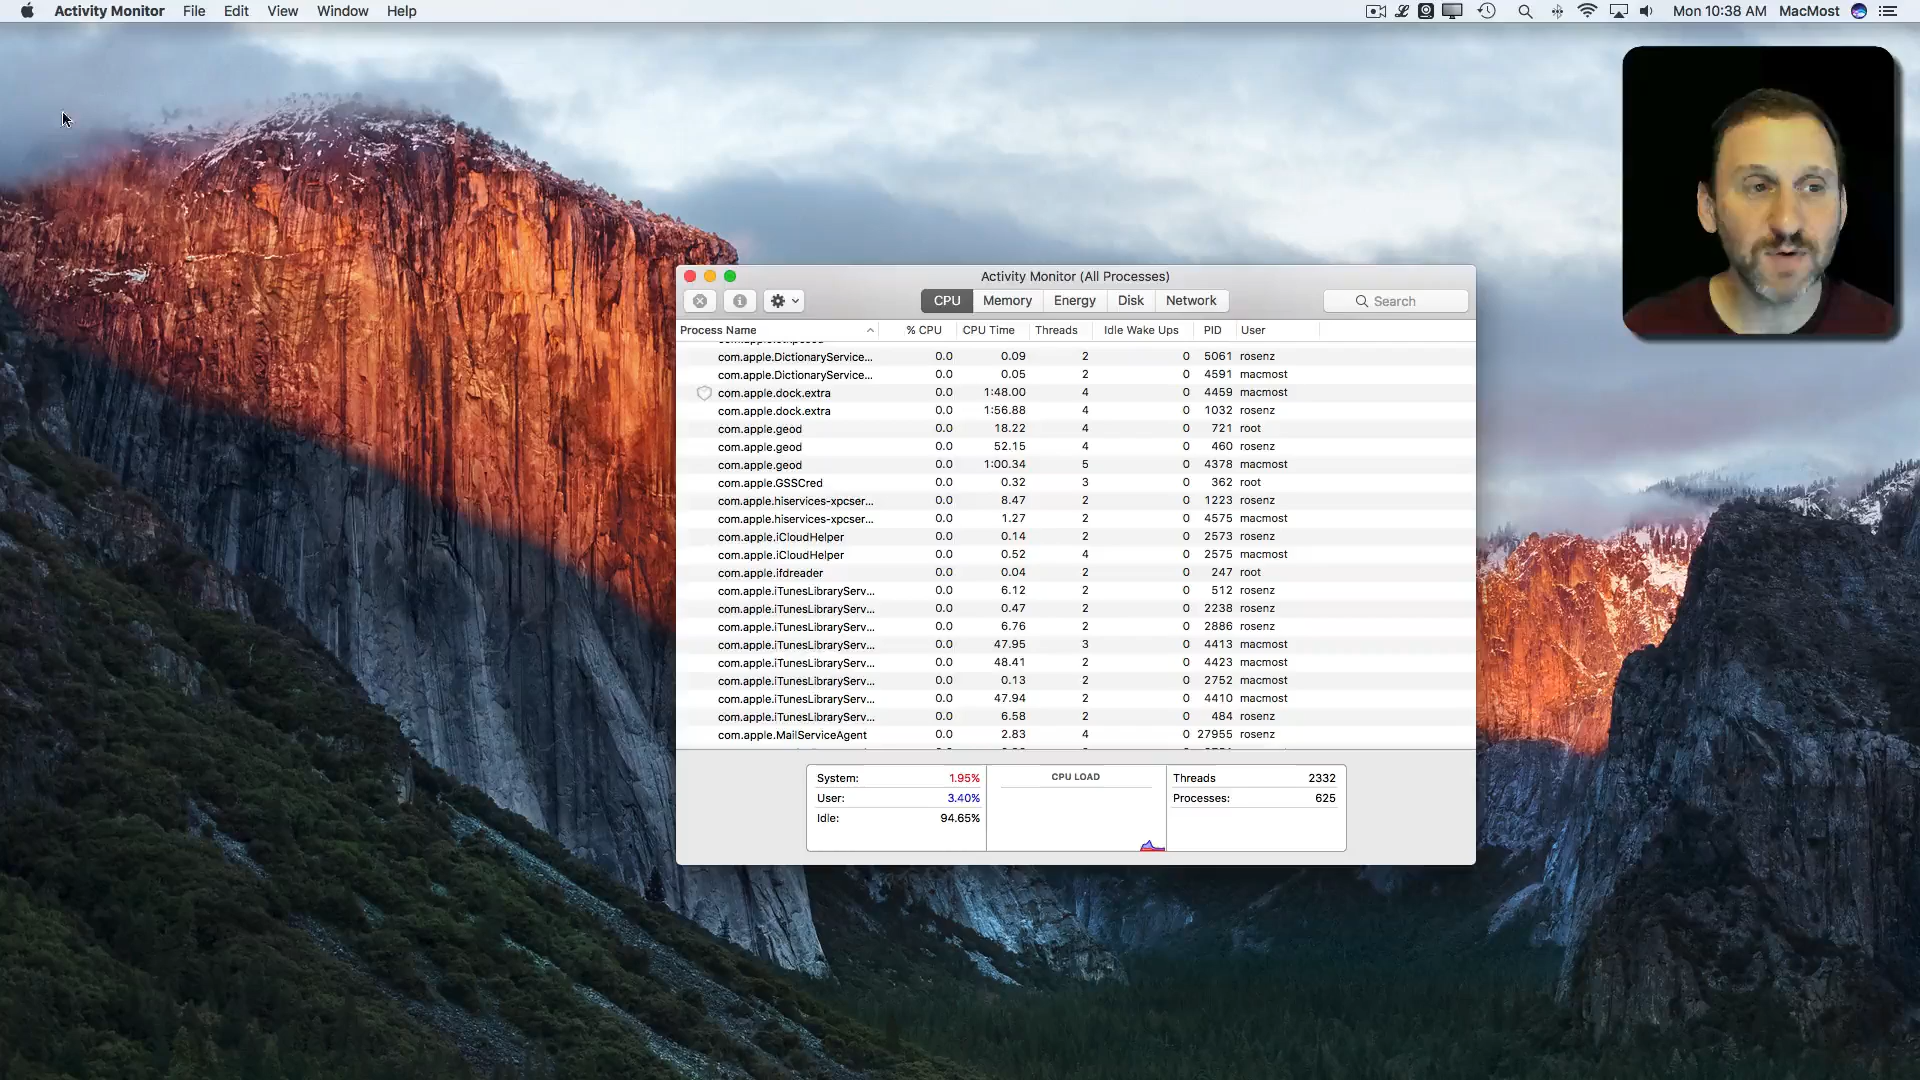 Activity Monitor File Edit View Window Help Mon 10:38 AM MacMost
Activity Monitor (All Processes)
CPU Memory Energy Disk Network Search
Process Name % CPU CPU Time Threads Idle Wake Ups PID User
com.apple.DictionaryService... 0.0 0.09 2 0 5061 rosenz
com.apple.DictionaryService... 0.0 0.05 2 0 4591 macmost
com.apple.dock.extra 0.0 1:48.00 4 0 4459 macmost
com.apple.dock.extra 0.0 1:56.88 4 0 1032 rosenz
com.apple.geod 0.0 18.22 4 0 721 root
com.apple.geod 0.0 52.15 4 0 460 rosenz
com.apple.geod 0.0 1:00.34 5 0 4378 macmost
com.apple.GSSCred 0.0 0.32 3 0 362 root
com.apple.hiservices-xpcser... 0.0 8.47 2 0 1223 rosenz
com.apple.hiservices-xpcser... 0.0 1.27 2 0 4575 macmost
com.apple.iCloudHelper 0.0 0.14 2 0 2573 rosenz
com.apple.iCloudHelper 0.0 0.52 4 0 2575 macmost
com.apple.ifdreader 0.0 0.04 2 0 247 root
com.apple.iTunesLibraryServ... 0.0 6.12 2 0 512 rosenz
com.apple.iTunesLibraryServ... 0.0 0.47 2 0 2238 rosenz
com.apple.iTunesLibraryServ... 0.0 6.76 2 0 2886 rosenz
com.apple.iTunesLibraryServ... 0.0 47.95 3 0 4413 macmost
com.apple.iTunesLibraryServ... 0.0 48.41 2 0 4423 macmost
com.apple.iTunesLibraryServ... 0.0 0.13 2 0 2752 macmost
com.apple.iTunesLibraryServ... 0.0 47.94 2 0 4410 macmost
com.apple.iTunesLibraryServ... 0.0 6.58 2 0 484 rosenz
com.apple.MailServiceAgent 0.0 2.83 4 0 27955 rosenz
System: 1.95% CPU LOAD Threads 2332
User: 3.40% Processes: 625
Idle: 94.65%